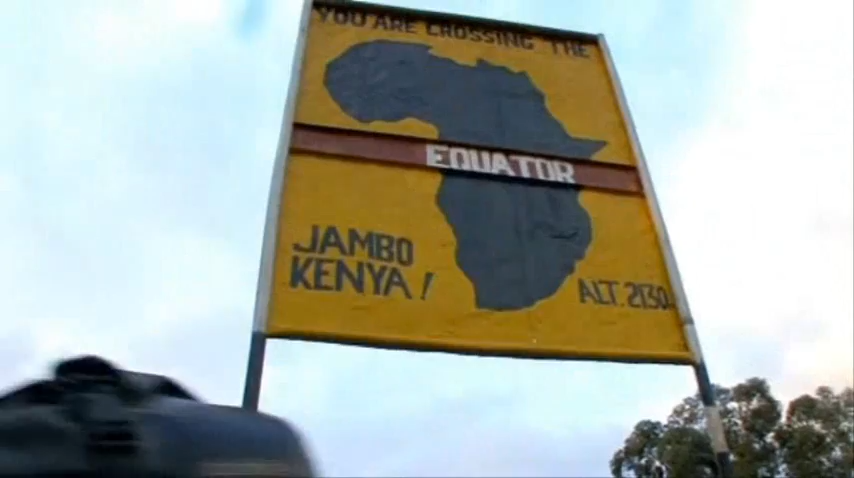 YOU ARE CROSSING THE
EQUATOR
JAMBO
KENYA!
ALT. 2130